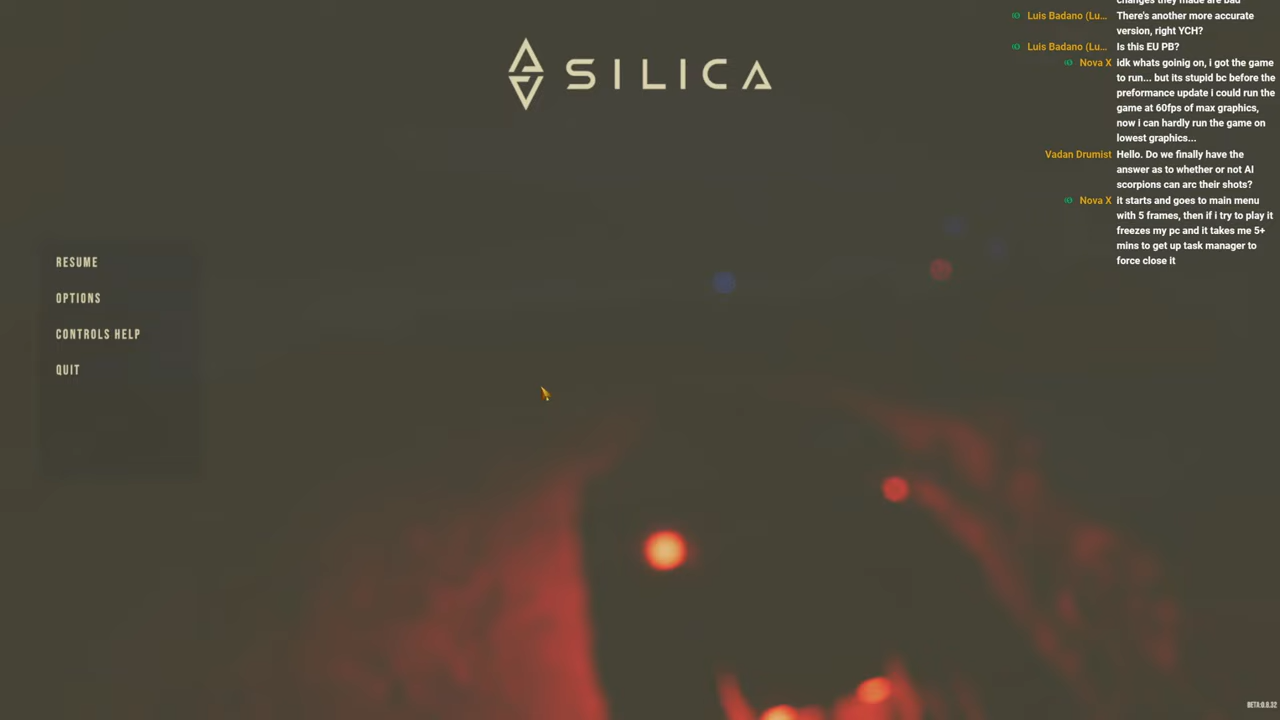 SILICA
RESUME
OPTIONS
CONTROLS HELP
QUIT
changes they made are bad
Luis Badano (Lu... There's another more accurate
version, right YCH?
Luis Badano (Lu... Is this EU PB?
Nova X idk whats goinig on, i got the game
to run... but its stupid bc before the
preformance update i could run the
game at 60fps of max graphics,
now i can hardly run the game on
lowest graphics...
Vadan Drumist Hello. Do we finally have the
answer as to whether or not AI
scorpions can arc their shots?
Nova X it starts and goes to main menu
with 5 frames, then if i try to play it
freezes my pc and it takes me 5+
mins to get up task manager to
force close it